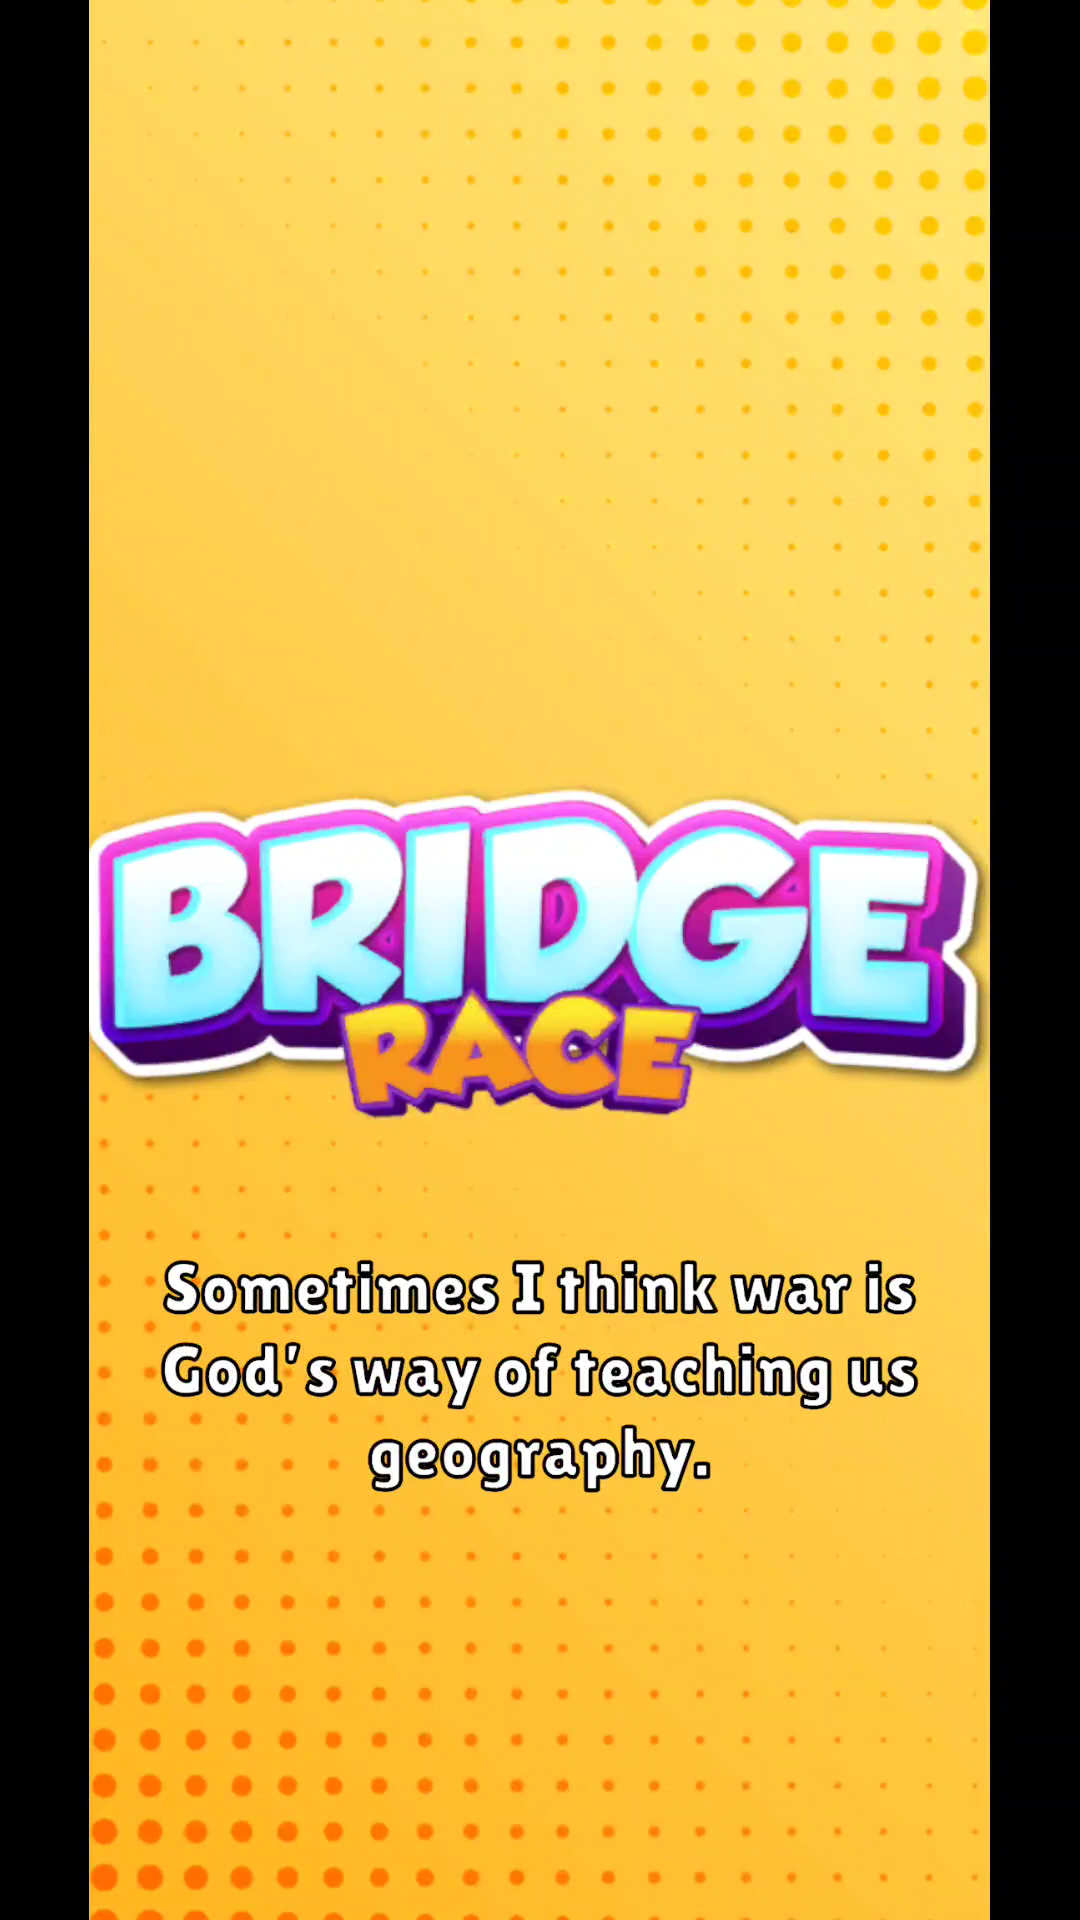 BRIDGE
RACE
Sometimes I think war is
God's way of teaching us
geography.